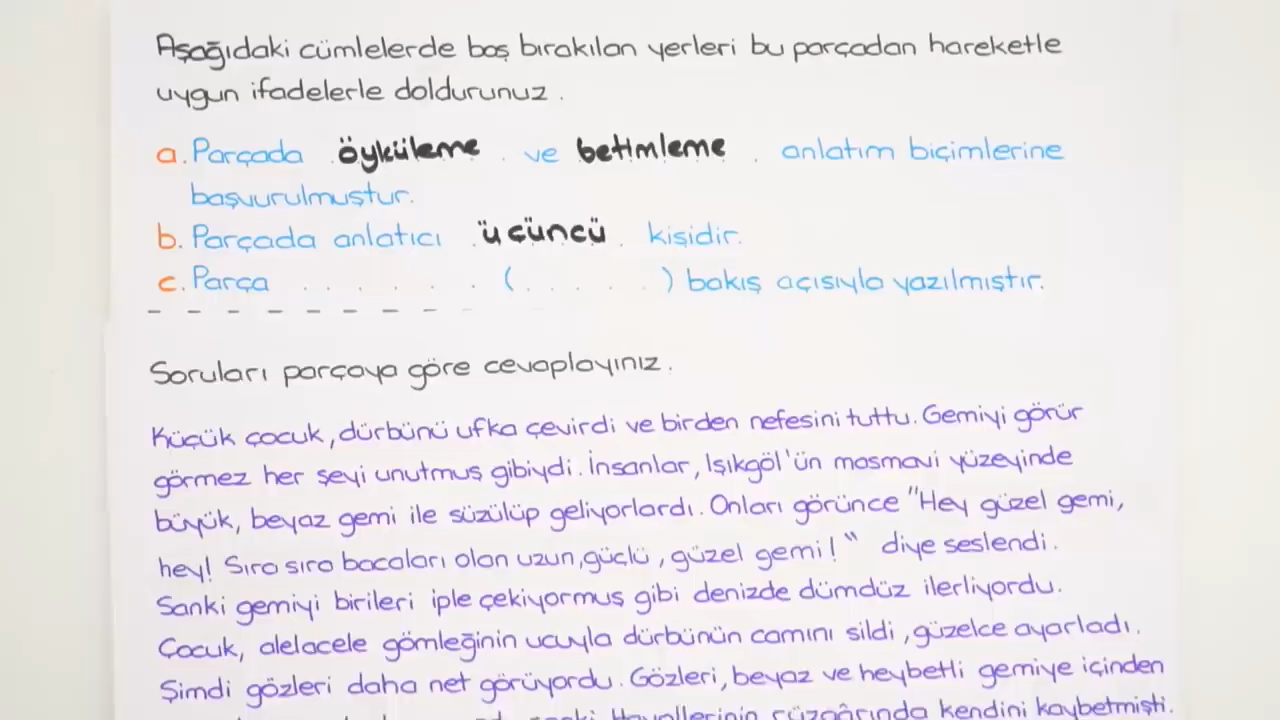 Aşağıdaki cümlelerde boş bırakılan yerleri bu parçadan hareketle
uygun ifadelerle doldurunuz.
a. Parçada öyküleme ve betimleme anlatım biçimlerine
başvurulmuştur.
b. Parçada anlatıcı üçüncü kişidir.
c. Parça . . . . . ( . . . . . ) bakış açısıyla yazılmıştır.
Soruları parçaya göre cevaplayınız.
Küçük çocuk, dürbünü ufka çevirdi ve birden nefesini tuttu. Gemiyi görür
görmez her şeyi unutmuş gibiydi. İnsanlar, Işıkgöl'ün masmavi yüzeyinde
büyük, beyaz gemi ile süzülüp geliyorlardı. Onları görünce "Hey güzel gemi,
hey! Sıra sıra bacaları olan uzun, güçlü, güzel gemi!" diye seslendi.
Sanki gemiyi birileri iple çekiyormuş gibi denizde dümdüz ilerliyordu.
Çocuk, alelacele gömleğinin ucuyla dürbünün camını sildi, güzelce ayarladı.
Şimdi gözleri daha net görüyordu. Gözleri, beyaz ve heybetli gemiye içinden
sanki Hayallerinin rüzgârında kendini kaybetmişti.